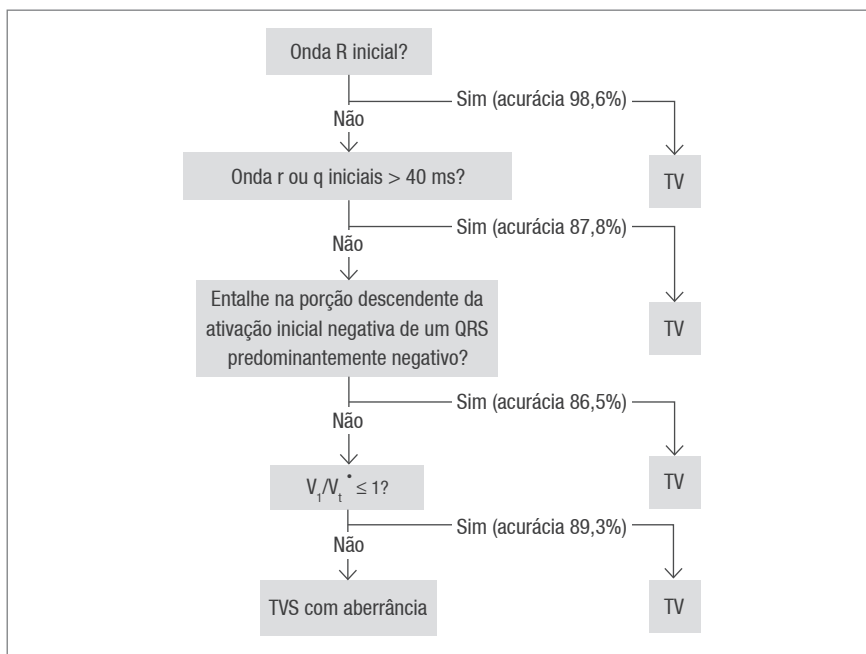 Onda R inicial?
Sim (acurácia 98,6%)
Não
TV
Onda r ou q iniciais > 40 ms?
Sim (acurácia 87,8%)
Não
TV
Entalhe na porção descendente da
ativação inicial negativa de um QRS
predominantemente negativo?
Sim (acurácia 86,5%)
Não
TV
V₁/Vₜ* ≤ 1?
Sim (acurácia 89,3%)
Não
TV
TVS com aberrância